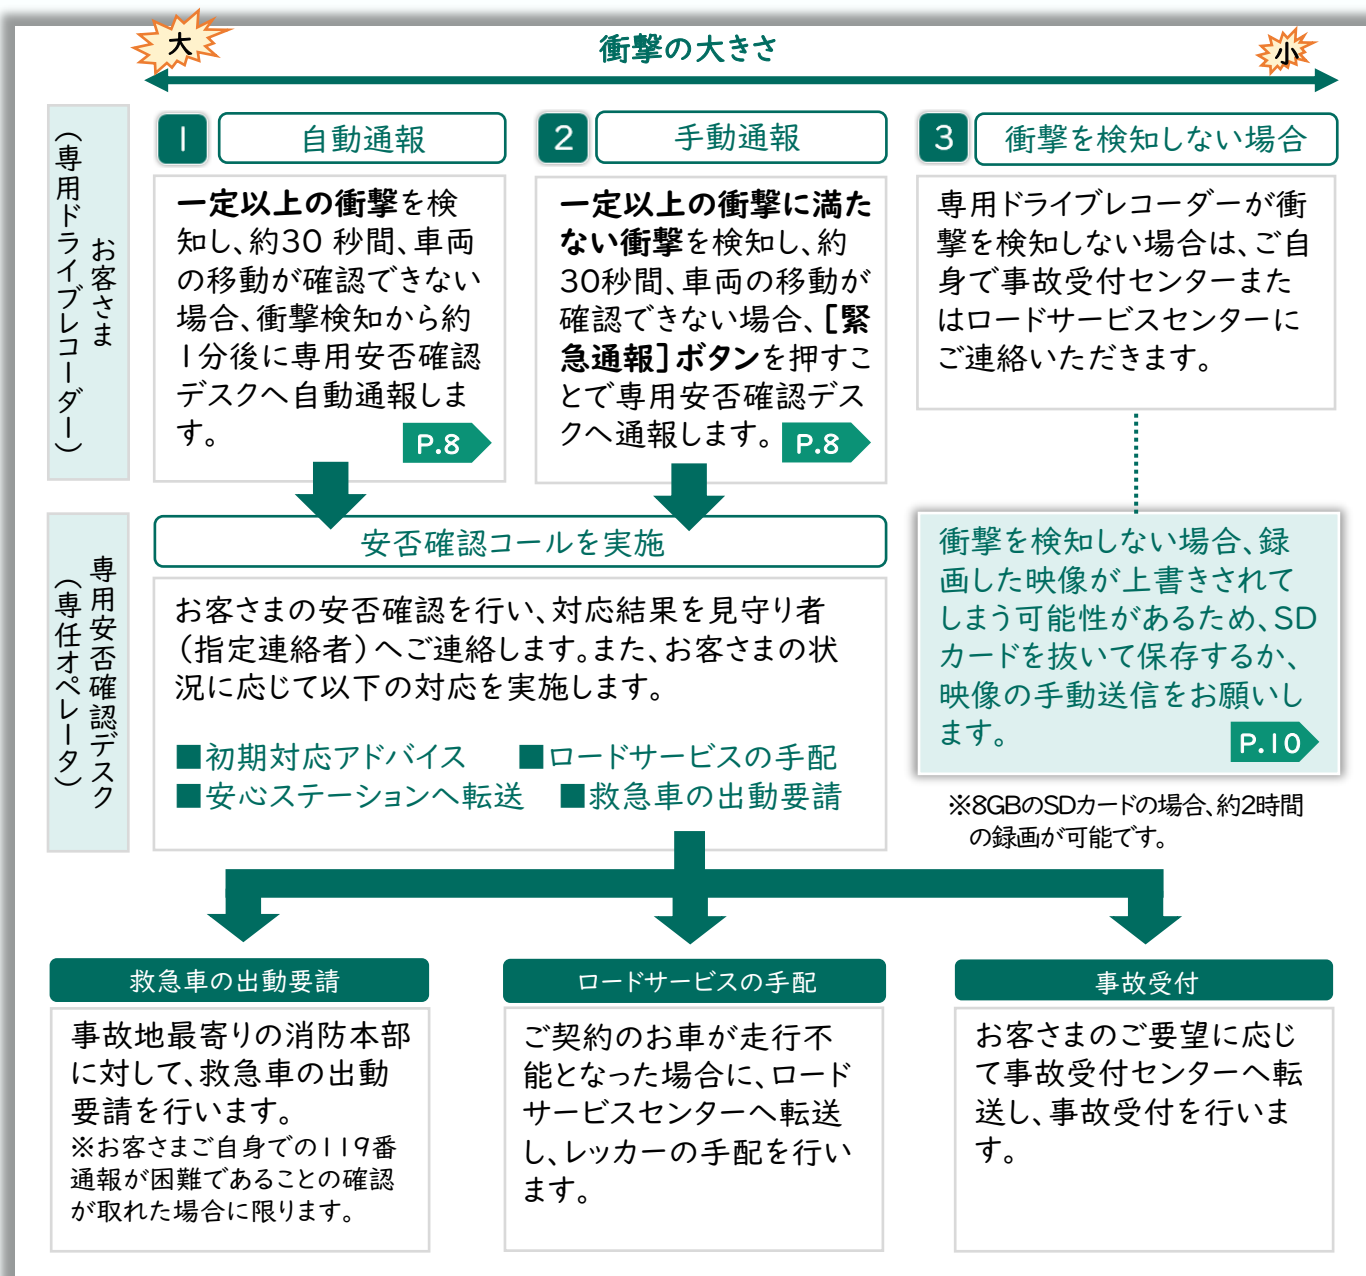 大
衝撃の大きさ
小
お客さま
（専用ドライブレコーダー）
1
自動通報
一定以上の衝撃を検
知し、約30 秒間、車両
の移動が確認できない
場合、衝撃検知から約
1分後に専用安否確認
デスクへ自動通報しま
す。
P.8
2
手動通報
一定以上の衝撃に満た
ない衝撃を検知し、約
30秒間、車両の移動が
確認できない場合、［緊
急通報］ボタンを押すこ
とで専用安否確認デス
クへ通報します。
P.8
3
衝撃を検知しない場合
専用ドライブレコーダーが衝
撃を検知しない場合は、ご自
身で事故受付センターまた
はロードサービスセンターに
ご連絡いただきます。
専用安否確認デスク
（専任オペレータ）
安否確認コールを実施
お客さまの安否確認を行い、対応結果を見守り者
（指定連絡者）へご連絡します。また、お客さまの状
況に応じて以下の対応を実施します。
■初期対応アドバイス　■ロードサービスの手配
■安心ステーションへ転送　■救急車の出動要請
衝撃を検知しない場合、録
画した映像が上書きされて
しまう可能性があるため、SD
カードを抜いて保存するか、
映像の手動送信をお願いし
ます。
P.10
※8GBのSDカードの場合、約2時間
の録画が可能です。
救急車の出動要請
事故地最寄りの消防本部
に対して、救急車の出動
要請を行います。
※お客さまご自身での119番
通報が困難であることの確認
が取れた場合に限ります。
ロードサービスの手配
ご契約のお車が走行不
能となった場合に、ロード
サービスセンターへ転送
し、レッカーの手配を行い
ます。
事故受付
お客さまのご要望に応じ
て事故受付センターへ転
送し、事故受付を行いま
す。